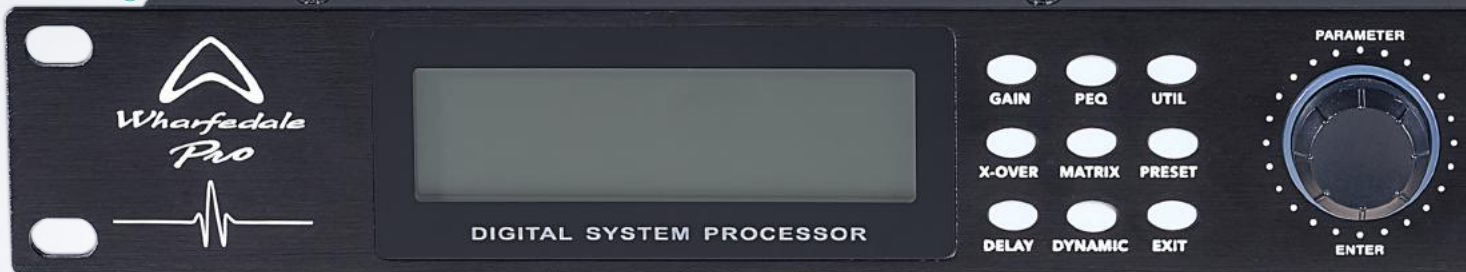 Wharfedale
Pro
DIGITAL SYSTEM PROCESSOR
GAIN PEQ UTIL
X-OVER MATRIX PRESET
DELAY DYNAMIC EXIT
PARAMETER
ENTER